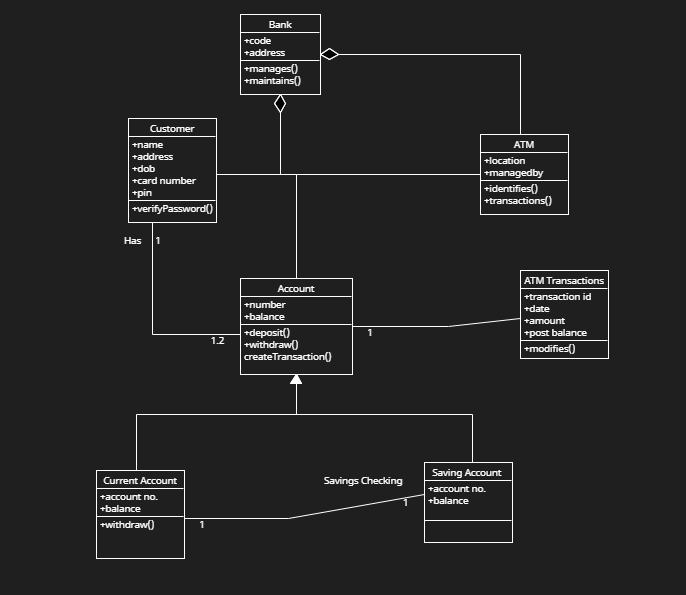 Bank
+code
+address
+manages()
+maintains()
Customer
+name
+address
+dob
+card number
+pin
+verifyPassword()
ATM
+location
+managedby
+identifies()
+transactions()
Has 1
1.2
Account
+number
+balance
+deposit()
+withdraw()
createTransaction()
1
ATM Transactions
+transaction id
+date
+amount
+post balance
+modifies()
Current Account
+account no.
+balance
+withdraw()
1
Savings Checking
1
Saving Account
+account no.
+balance